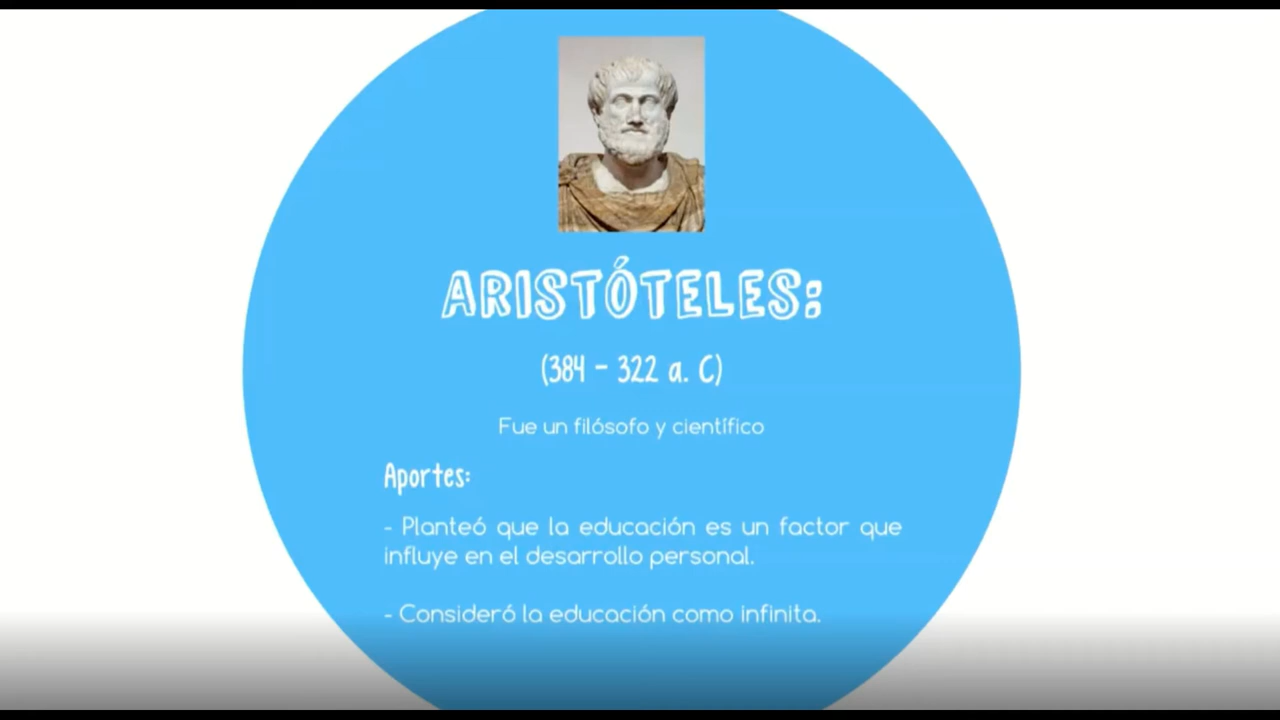 ARISTÓTELES:
(384 - 322 a. C)
Fue un filósofo y científico
Aportes:
- Planteó que la educación es un factor que
influye en el desarrollo personal.
- Consideró la educación como infinita.